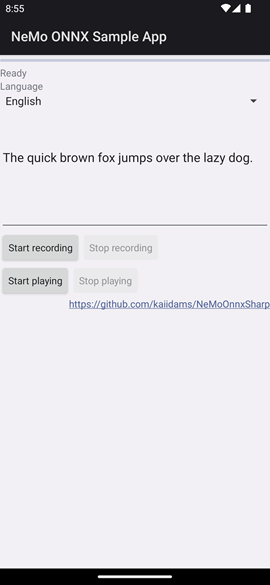 8:55
NeMo ONNX Sample App
Ready
Language
English
The quick brown fox jumps over the lazy dog.
Start recording Stop recording
Start playing Stop playing
https://github.com/kaiidams/NeMoOnnxSharp